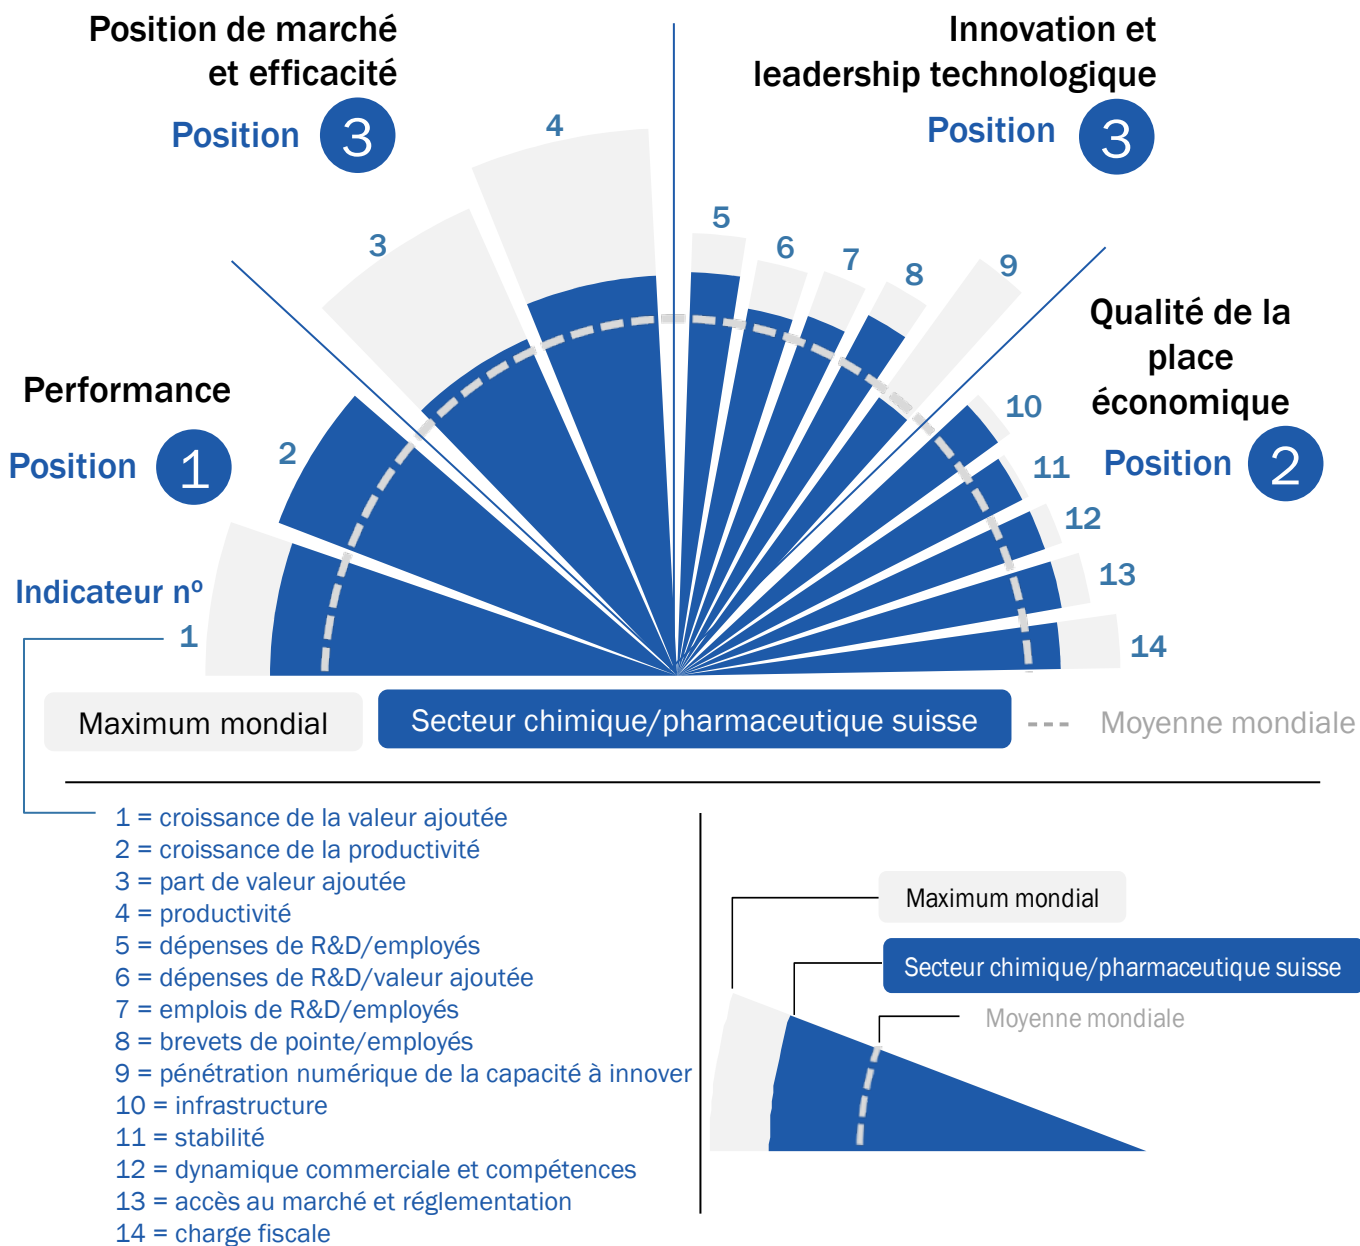 Position de marché
et efficacité
Position 3
Innovation et
leadership technologique
Position 3
4
3
5
6
7
8
9
Qualité de la
place
économique
Position 2
Performance
Position 1
2
10
11
12
13
14
Indicateur nº
1
Maximum mondial
Secteur chimique/pharmaceutique suisse
Moyenne mondiale
1 = croissance de la valeur ajoutée
2 = croissance de la productivité
3 = part de valeur ajoutée
4 = productivité
5 = dépenses de R&D/employés
6 = dépenses de R&D/valeur ajoutée
7 = emplois de R&D/employés
8 = brevets de pointe/employés
9 = pénétration numérique de la capacité à innover
10 = infrastructure
11 = stabilité
12 = dynamique commerciale et compétences
13 = accès au marché et réglementation
14 = charge fiscale
Maximum mondial
Secteur chimique/pharmaceutique suisse
Moyenne mondiale